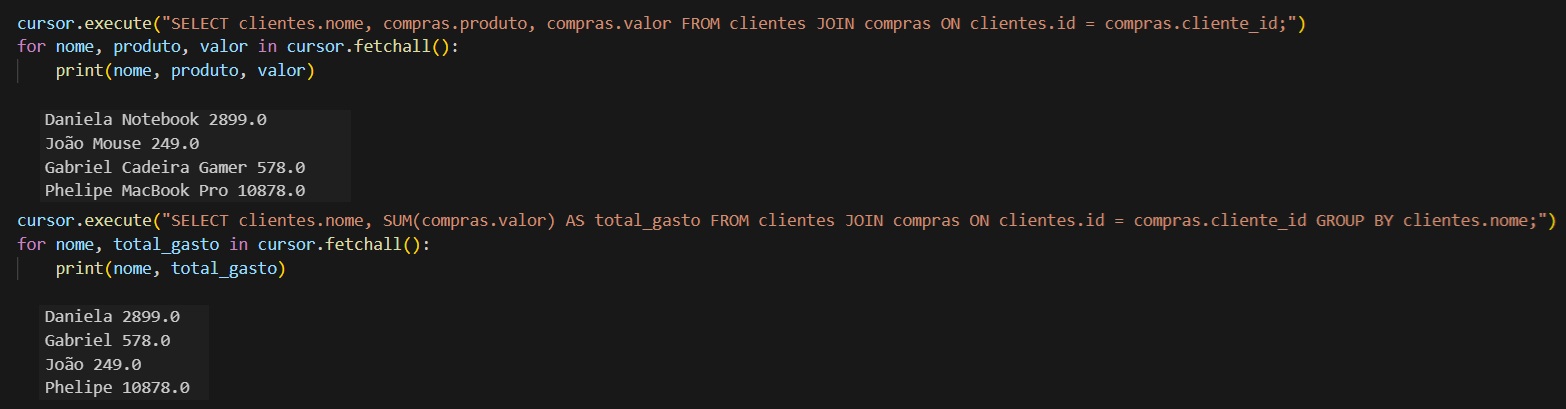 cursor.execute("SELECT clientes.nome, compras.produto, compras.valor FROM clientes JOIN compras ON clientes.id = compras.cliente_id;")
for nome, produto, valor in cursor.fetchall():
    print(nome, produto, valor)
Daniela Notebook 2899.0
João Mouse 249.0
Gabriel Cadeira Gamer 578.0
Phelipe MacBook Pro 10878.0
cursor.execute("SELECT clientes.nome, SUM(compras.valor) AS total_gasto FROM clientes JOIN compras ON clientes.id = compras.cliente_id GROUP BY clientes.nome;")
for nome, total_gasto in cursor.fetchall():
    print(nome, total_gasto)
Daniela 2899.0
Gabriel 578.0
João 249.0
Phelipe 10878.0